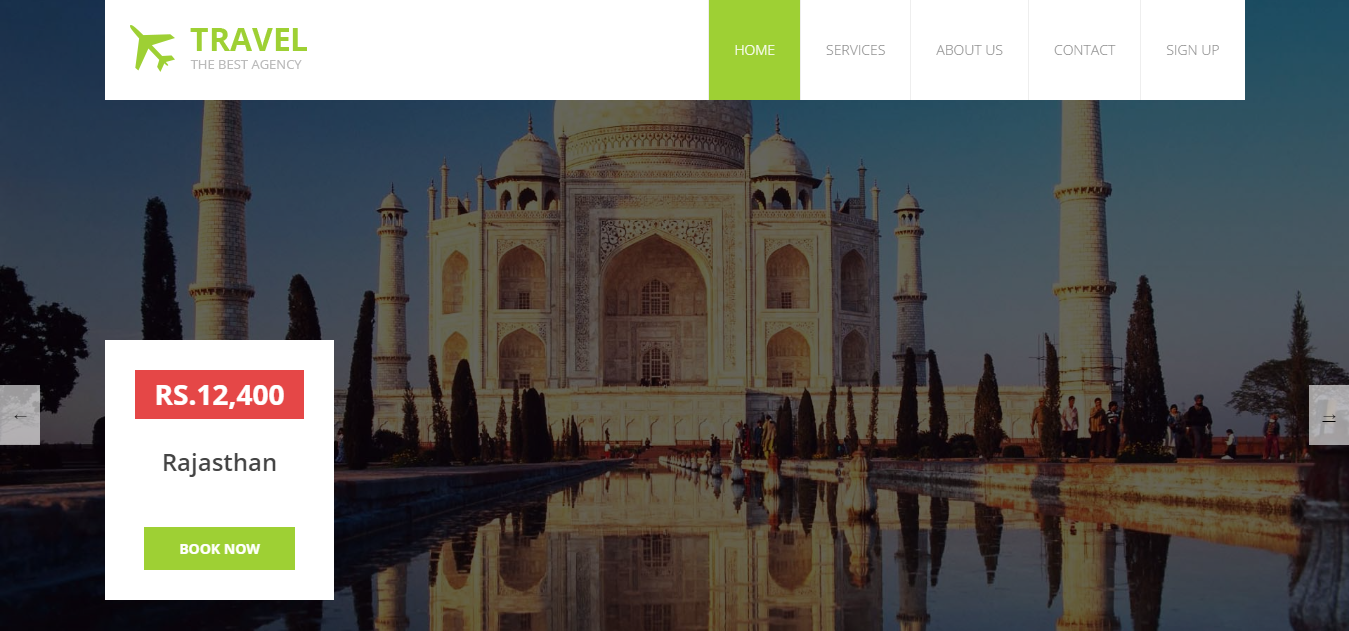 TRAVEL
THE BEST AGENCY
HOME
SERVICES
ABOUT US
CONTACT
SIGN UP
←
→
RS.12,400
Rajasthan
BOOK NOW